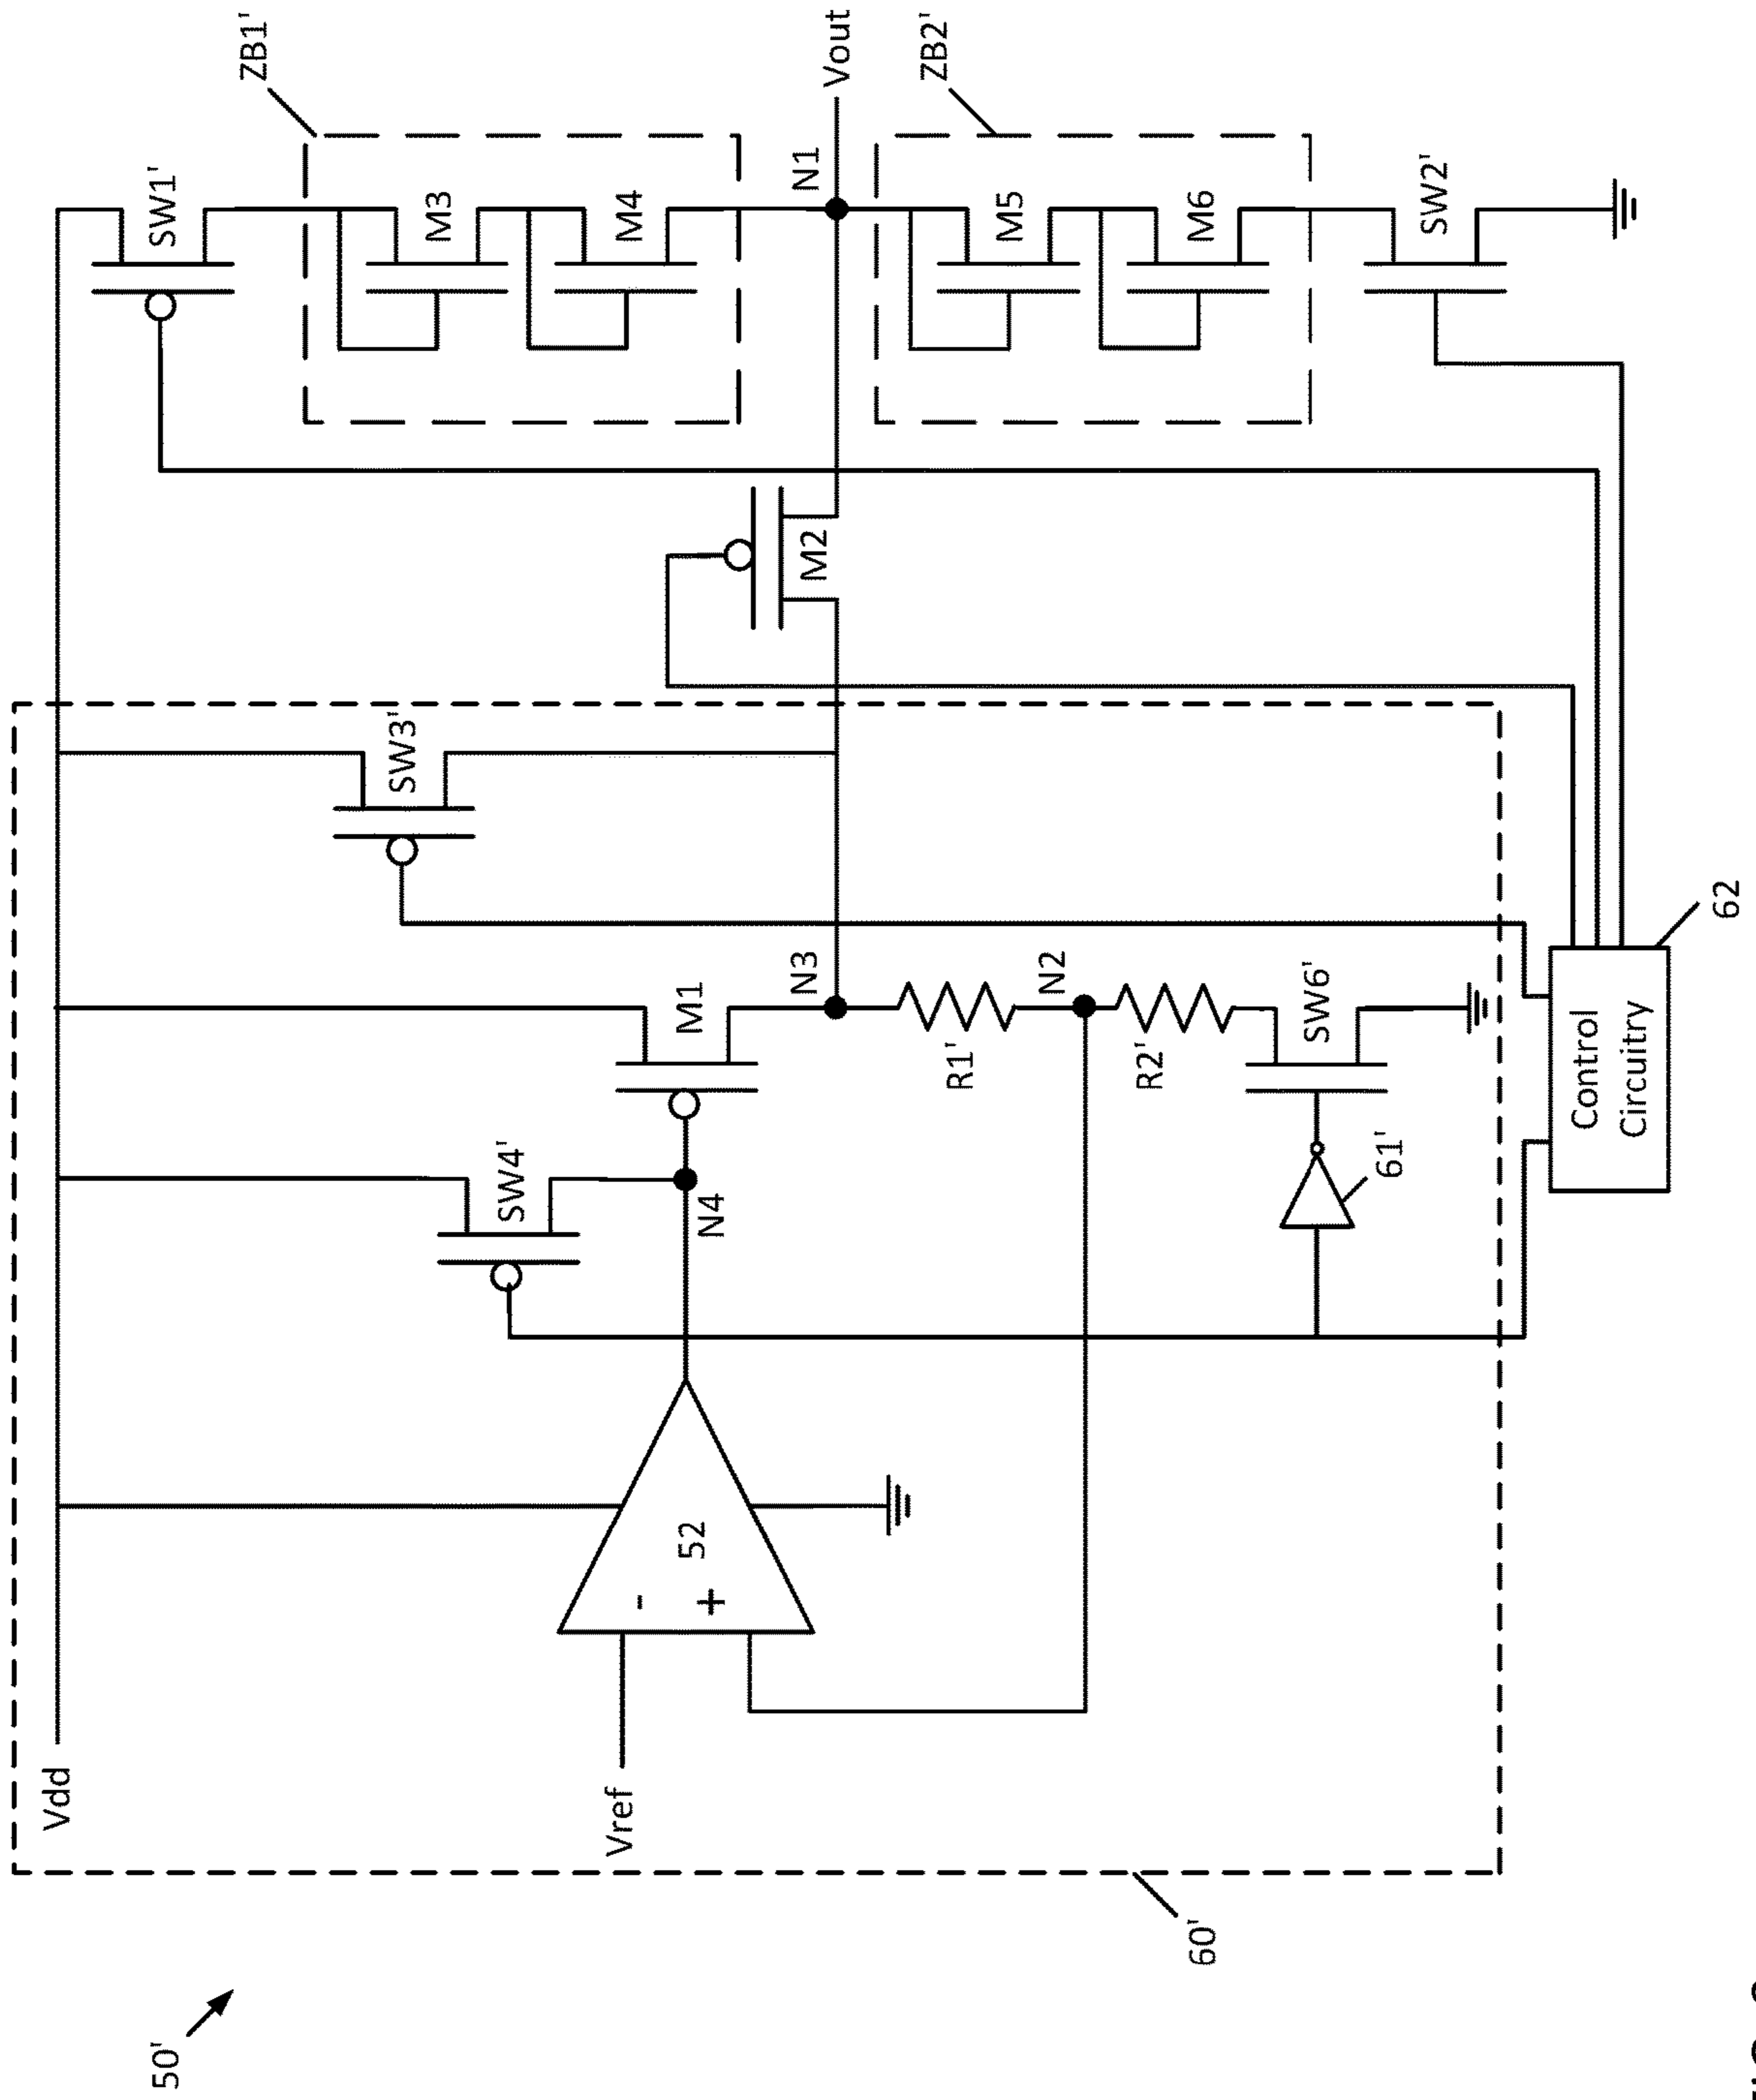 50'
Vdd
Vref
60'
-
+
52
SW4'
N4
M1
N3
R1'
N2
R2'
SW6'
61'
SW3'
M2
Control
Circuitry
62
SW1'
ZB1'
M3
M4
N1
Vout
ZB2'
M5
M6
SW2'